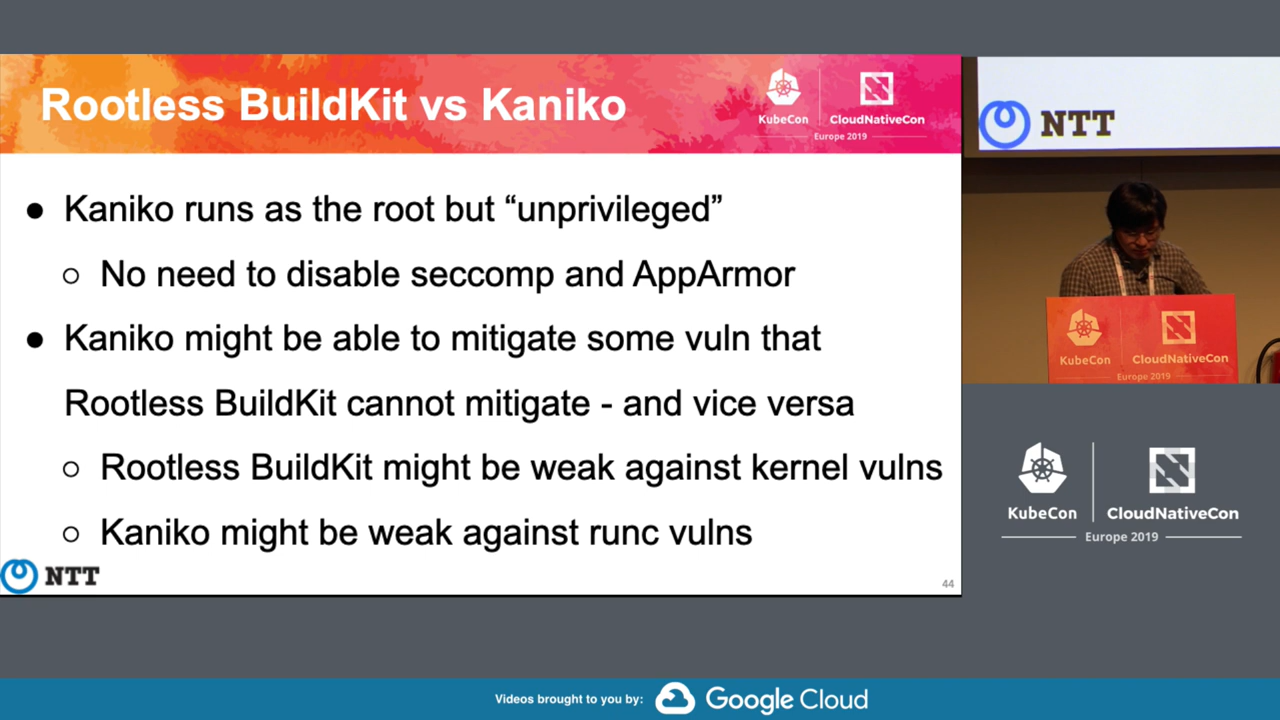 Rootless BuildKit vs Kaniko
KubeCon
CloudNativeCon
Europe 2019
● Kaniko runs as the root but “unprivileged”
○ No need to disable seccomp and AppArmor
● Kaniko might be able to mitigate some vuln that
Rootless BuildKit cannot mitigate - and vice versa
○ Rootless BuildKit might be weak against kernel vulns
○ Kaniko might be weak against runc vulns
NTT
44
NTT
KubeCon
CloudNativeCon
Europe 2019
KubeCon
CloudNativeCon
Europe 2019
Videos brought to you by:
Google Cloud